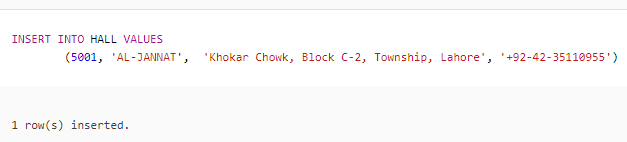 INSERT INTO HALL VALUES
(5001, 'AL-JANNAT', 'Khokar Chowk, Block C-2, Township, Lahore', '+92-42-35110955')
1 row(s) inserted.